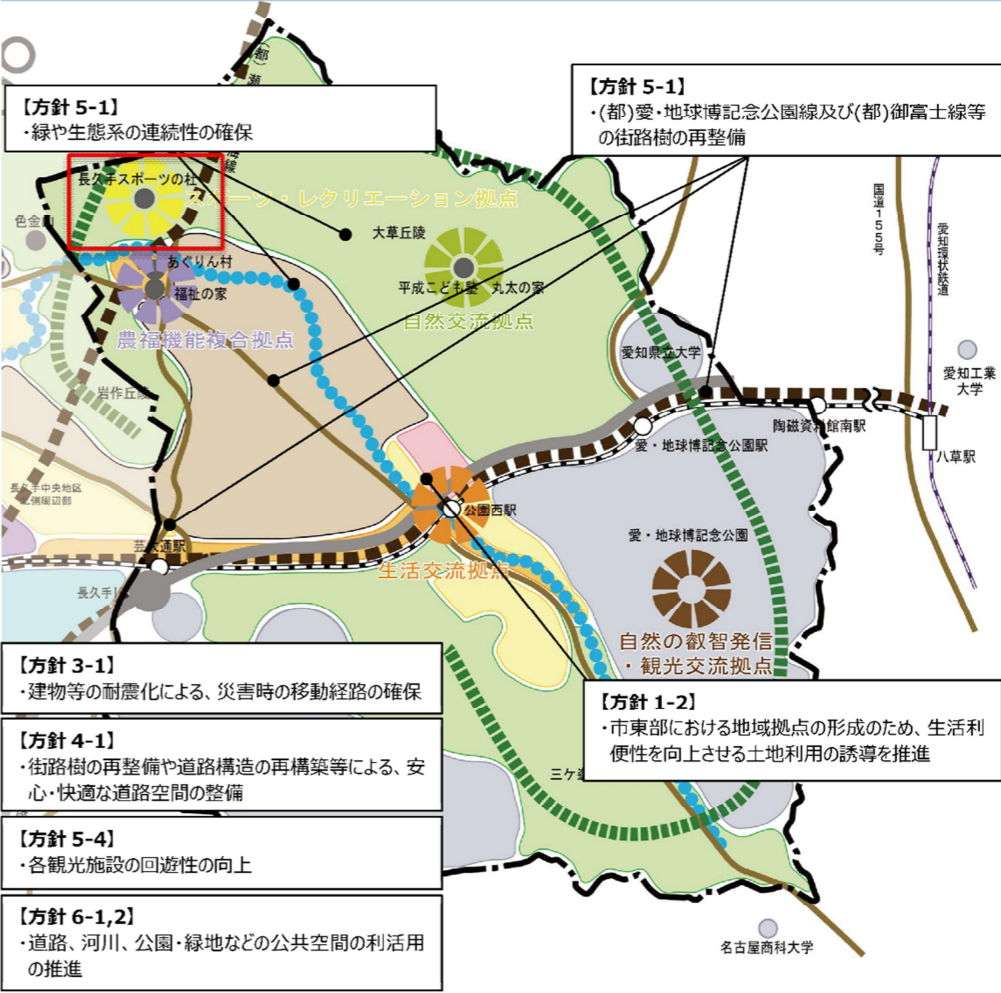 (都)
瀬
海線
【方針 5-1】
・緑や生態系の連続性の確保
【方針 5-1】
・(都)愛・地球博記念公園線及び(都)御富士線等
の街路樹の再整備
長久手スポーツの杜
スポーツ・レクリエーション拠点
色金山
大草丘陵
国道155号
愛知環状鉄道
あぐりん村
福祉の家
平成こども塾 丸太の家
自然交流拠点
農福機能複合拠点
愛知県立大学
愛知工業
大学
岩作丘陵
陶磁資料館南駅
愛・地球博記念公園駅
八草駅
長久手中央地区
北側周辺部
公園西駅
芸大通駅
愛・地球博記念公園
生活交流拠点
自然の叡智発信
・観光交流拠点
【方針 3-1】
・建物等の耐震化による、災害時の移動経路の確保
【方針 1-2】
・市東部における地域拠点の形成のため、生活利
便性を向上させる土地利用の誘導を推進
【方針 4-1】
・街路樹の再整備や道路構造の再構築等による、安
心・快適な道路空間の整備
三ケ峯
【方針 5-4】
・各観光施設の回遊性の向上
【方針 6-1,2】
・道路、河川、公園・緑地などの公共空間の利活用
の推進
名古屋商科大学